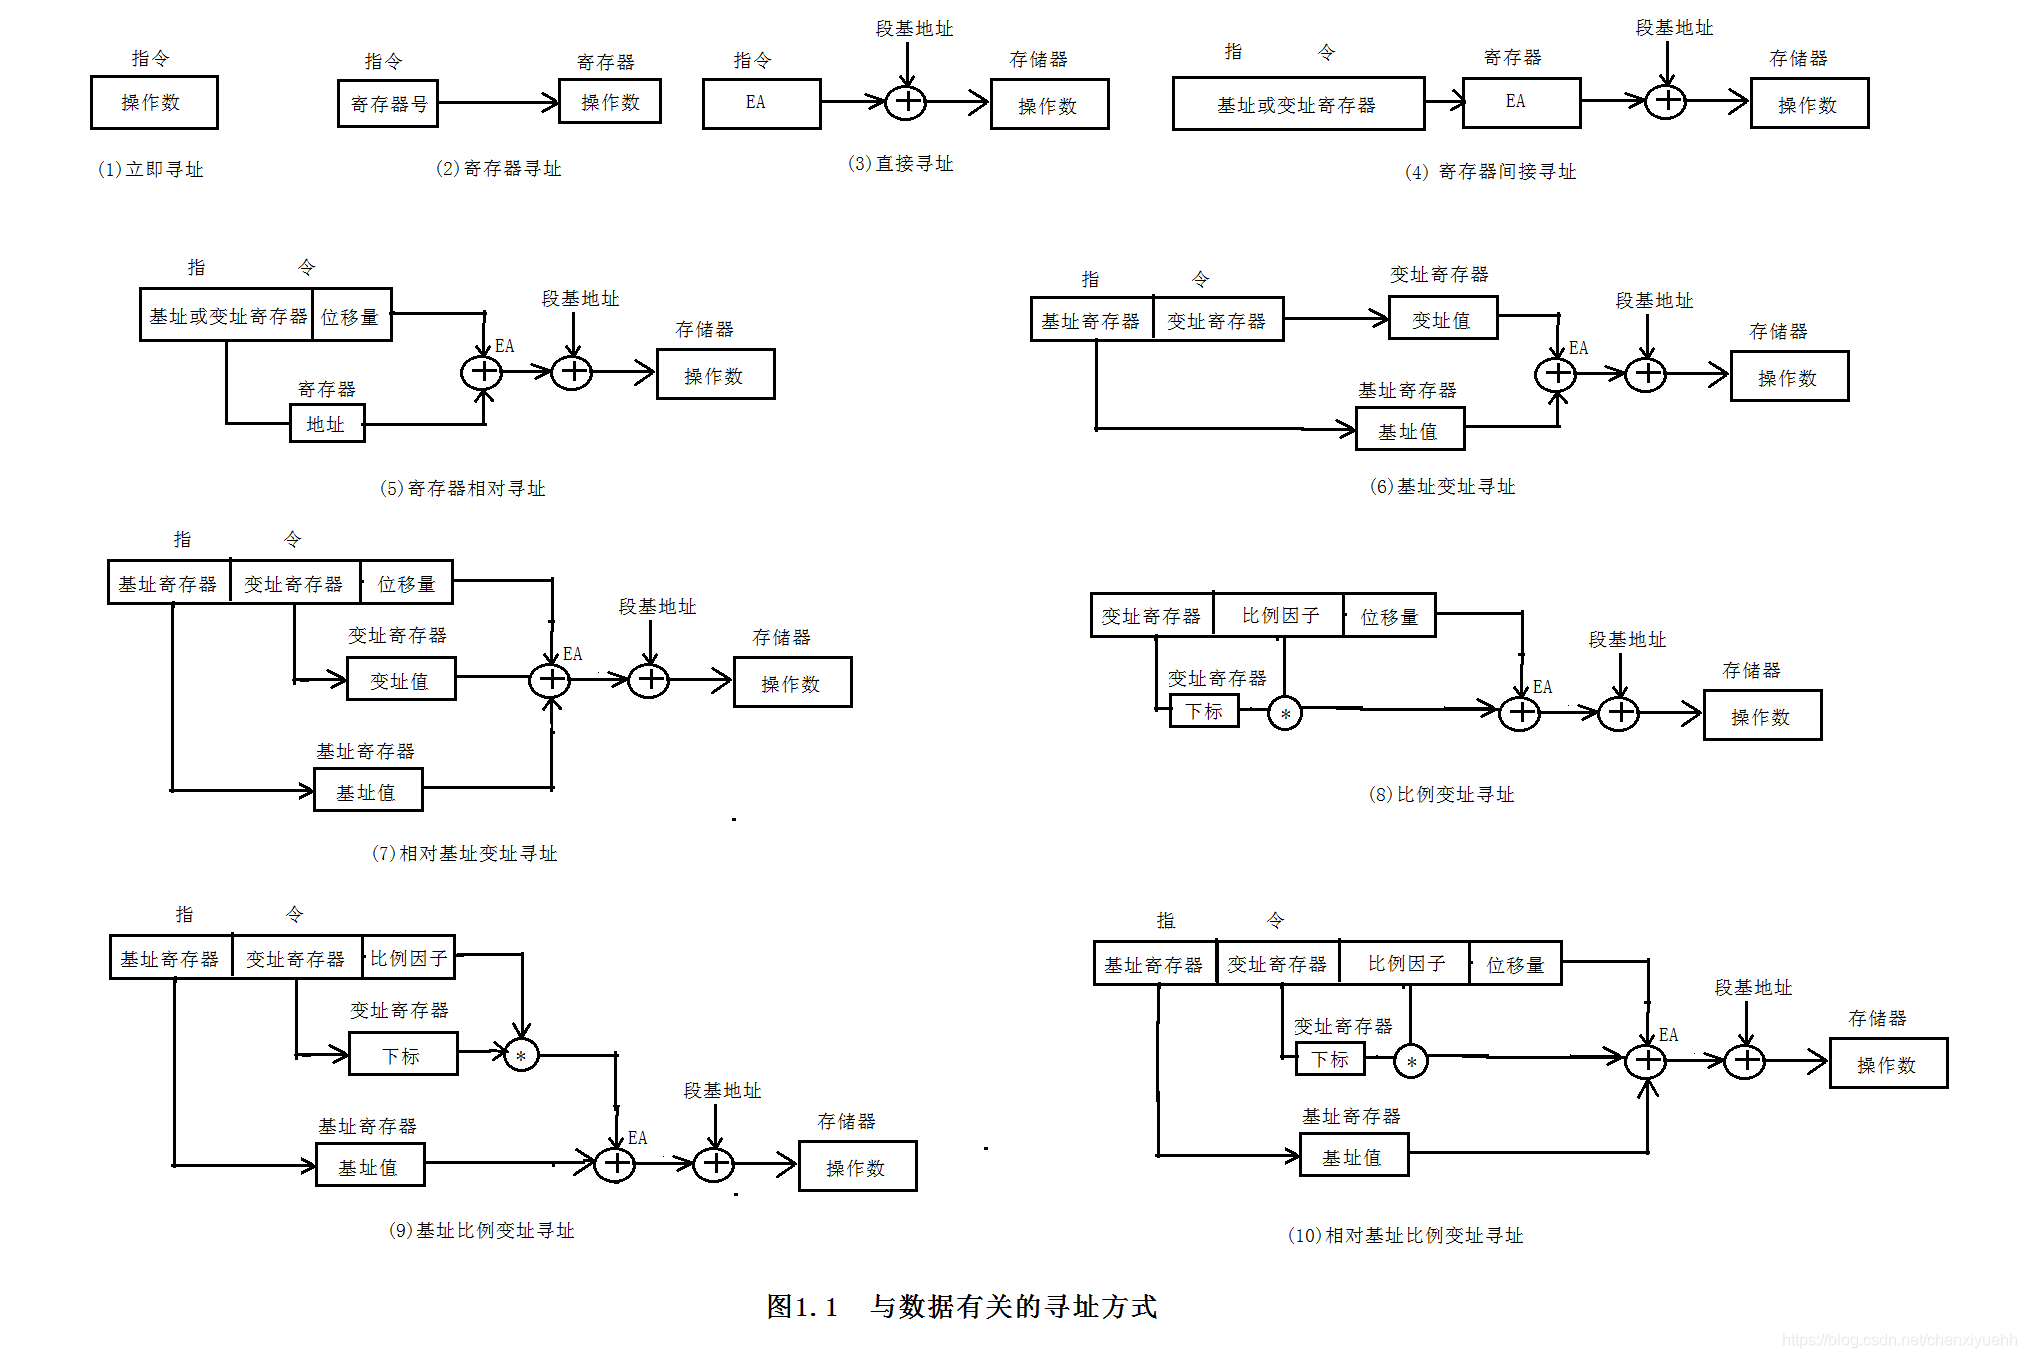 指令
操作数
(1)立即寻址
指令
寄存器号
寄存器
操作数
(2)寄存器寻址
指令
EA
段基地址
存储器
操作数
(3)直接寻址
指 令
基址或变址寄存器
寄存器
EA
段基地址
存储器
操作数
(4) 寄存器间接寻址
指 令
基址或变址寄存器 位移量
寄存器
地址
EA
段基地址
存储器
操作数
(5)寄存器相对寻址
指 令
基址寄存器 变址寄存器
变址寄存器
变址值
基址寄存器
基址值
EA
段基地址
存储器
操作数
(6)基址变址寻址
指 令
基址寄存器 变址寄存器 位移量
变址寄存器
变址值
基址寄存器
基址值
EA
段基地址
存储器
操作数
(7)相对基址变址寻址
变址寄存器 比例因子 位移量
变址寄存器
下标
*
EA
段基地址
存储器
操作数
(8)比例变址寻址
指 令
基址寄存器 变址寄存器 比例因子
变址寄存器
下标
*
基址寄存器
基址值
EA
段基地址
存储器
操作数
(9)基址比例变址寻址
指 令
基址寄存器 变址寄存器 比例因子 位移量
变址寄存器
下标
*
基址寄存器
基址值
EA
段基地址
存储器
操作数
(10)相对基址比例变址寻址
图1.1 与数据有关的寻址方式
https://blog.csdn.net/chenxiyuehh